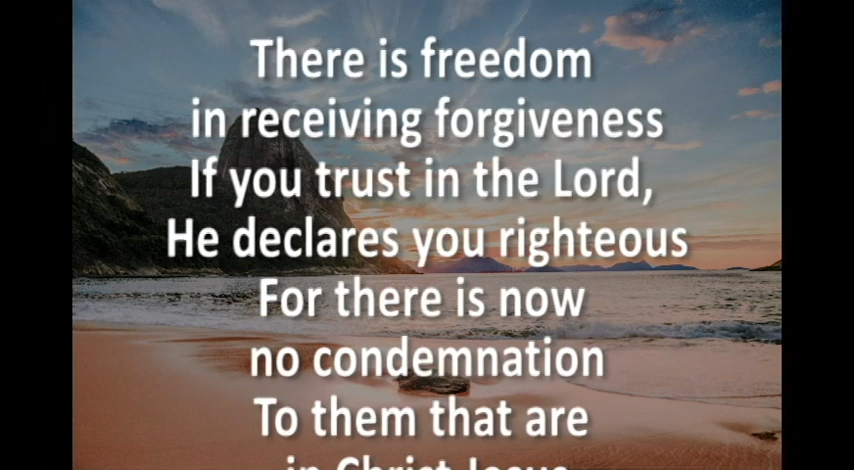 There is freedom
in receiving forgiveness
If you trust in the Lord,
He declares you righteous
For there is now
no condemnation
To them that are
in Christ Jesus